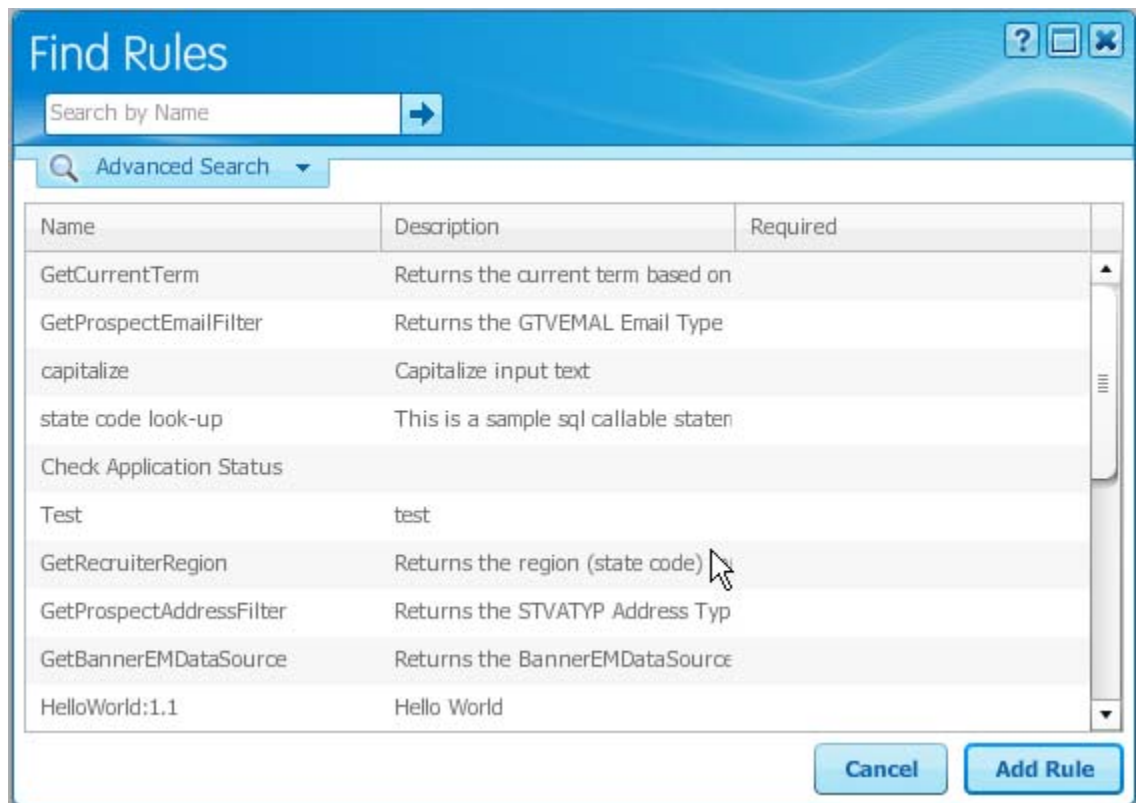 Find Rules
?
Search by Name
Advanced Search
Name Description Required
GetCurrentTerm Returns the current term based on
GetProspectEmailFilter Returns the GTVEMAL Email Type
capitalize Capitalize input text
state code look-up This is a sample sql callable
Check Application Status
Test test
GetRecruiterRegion Returns the region (state code)
GetProspectAddressFilter Returns the STVATYP Address Typ
GetBannerEMDataSource Returns the BannerEMDataSource
HelloWorld:1.1 Hello World
Cancel Add Rule